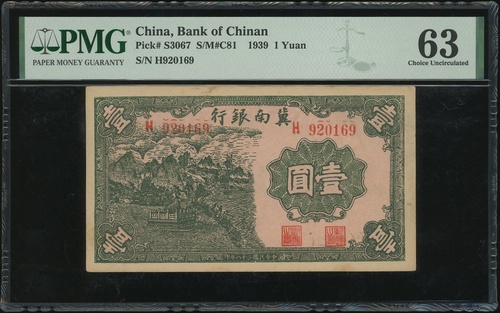 PMG
PAPER MONEY GUARANTY
China, Bank of Chinan
Pick# S3067 S/M#C81 1939 1 Yuan
S/N H920169
63
Choice Uncirculated
壹
壹
行銀南冀
H 920169
H 920169
圓壹
壹
壹